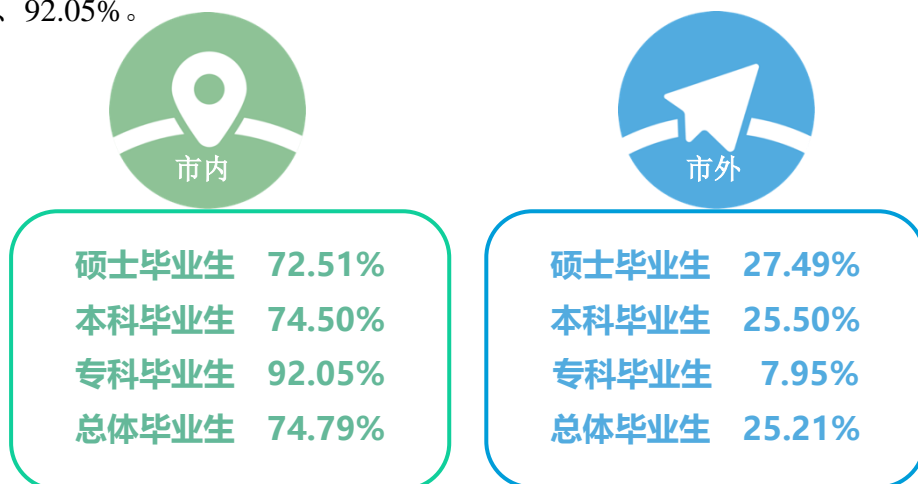 、92.05%。
市内
硕士毕业生 72.51%
本科毕业生 74.50%
专科毕业生 92.05%
总体毕业生 74.79%
市外
硕士毕业生 27.49%
本科毕业生 25.50%
专科毕业生 7.95%
总体毕业生 25.21%